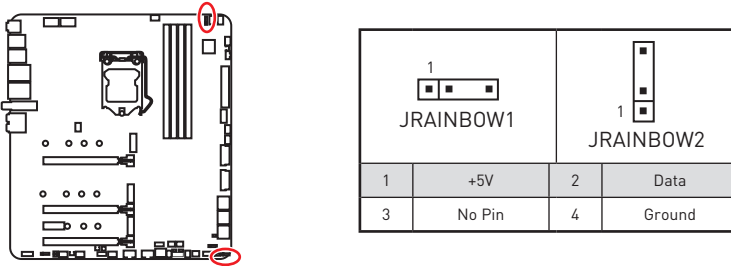 1
JRAINBOW1
1
JRAINBOW2
1 +5V 2 Data
3 No Pin 4 Ground